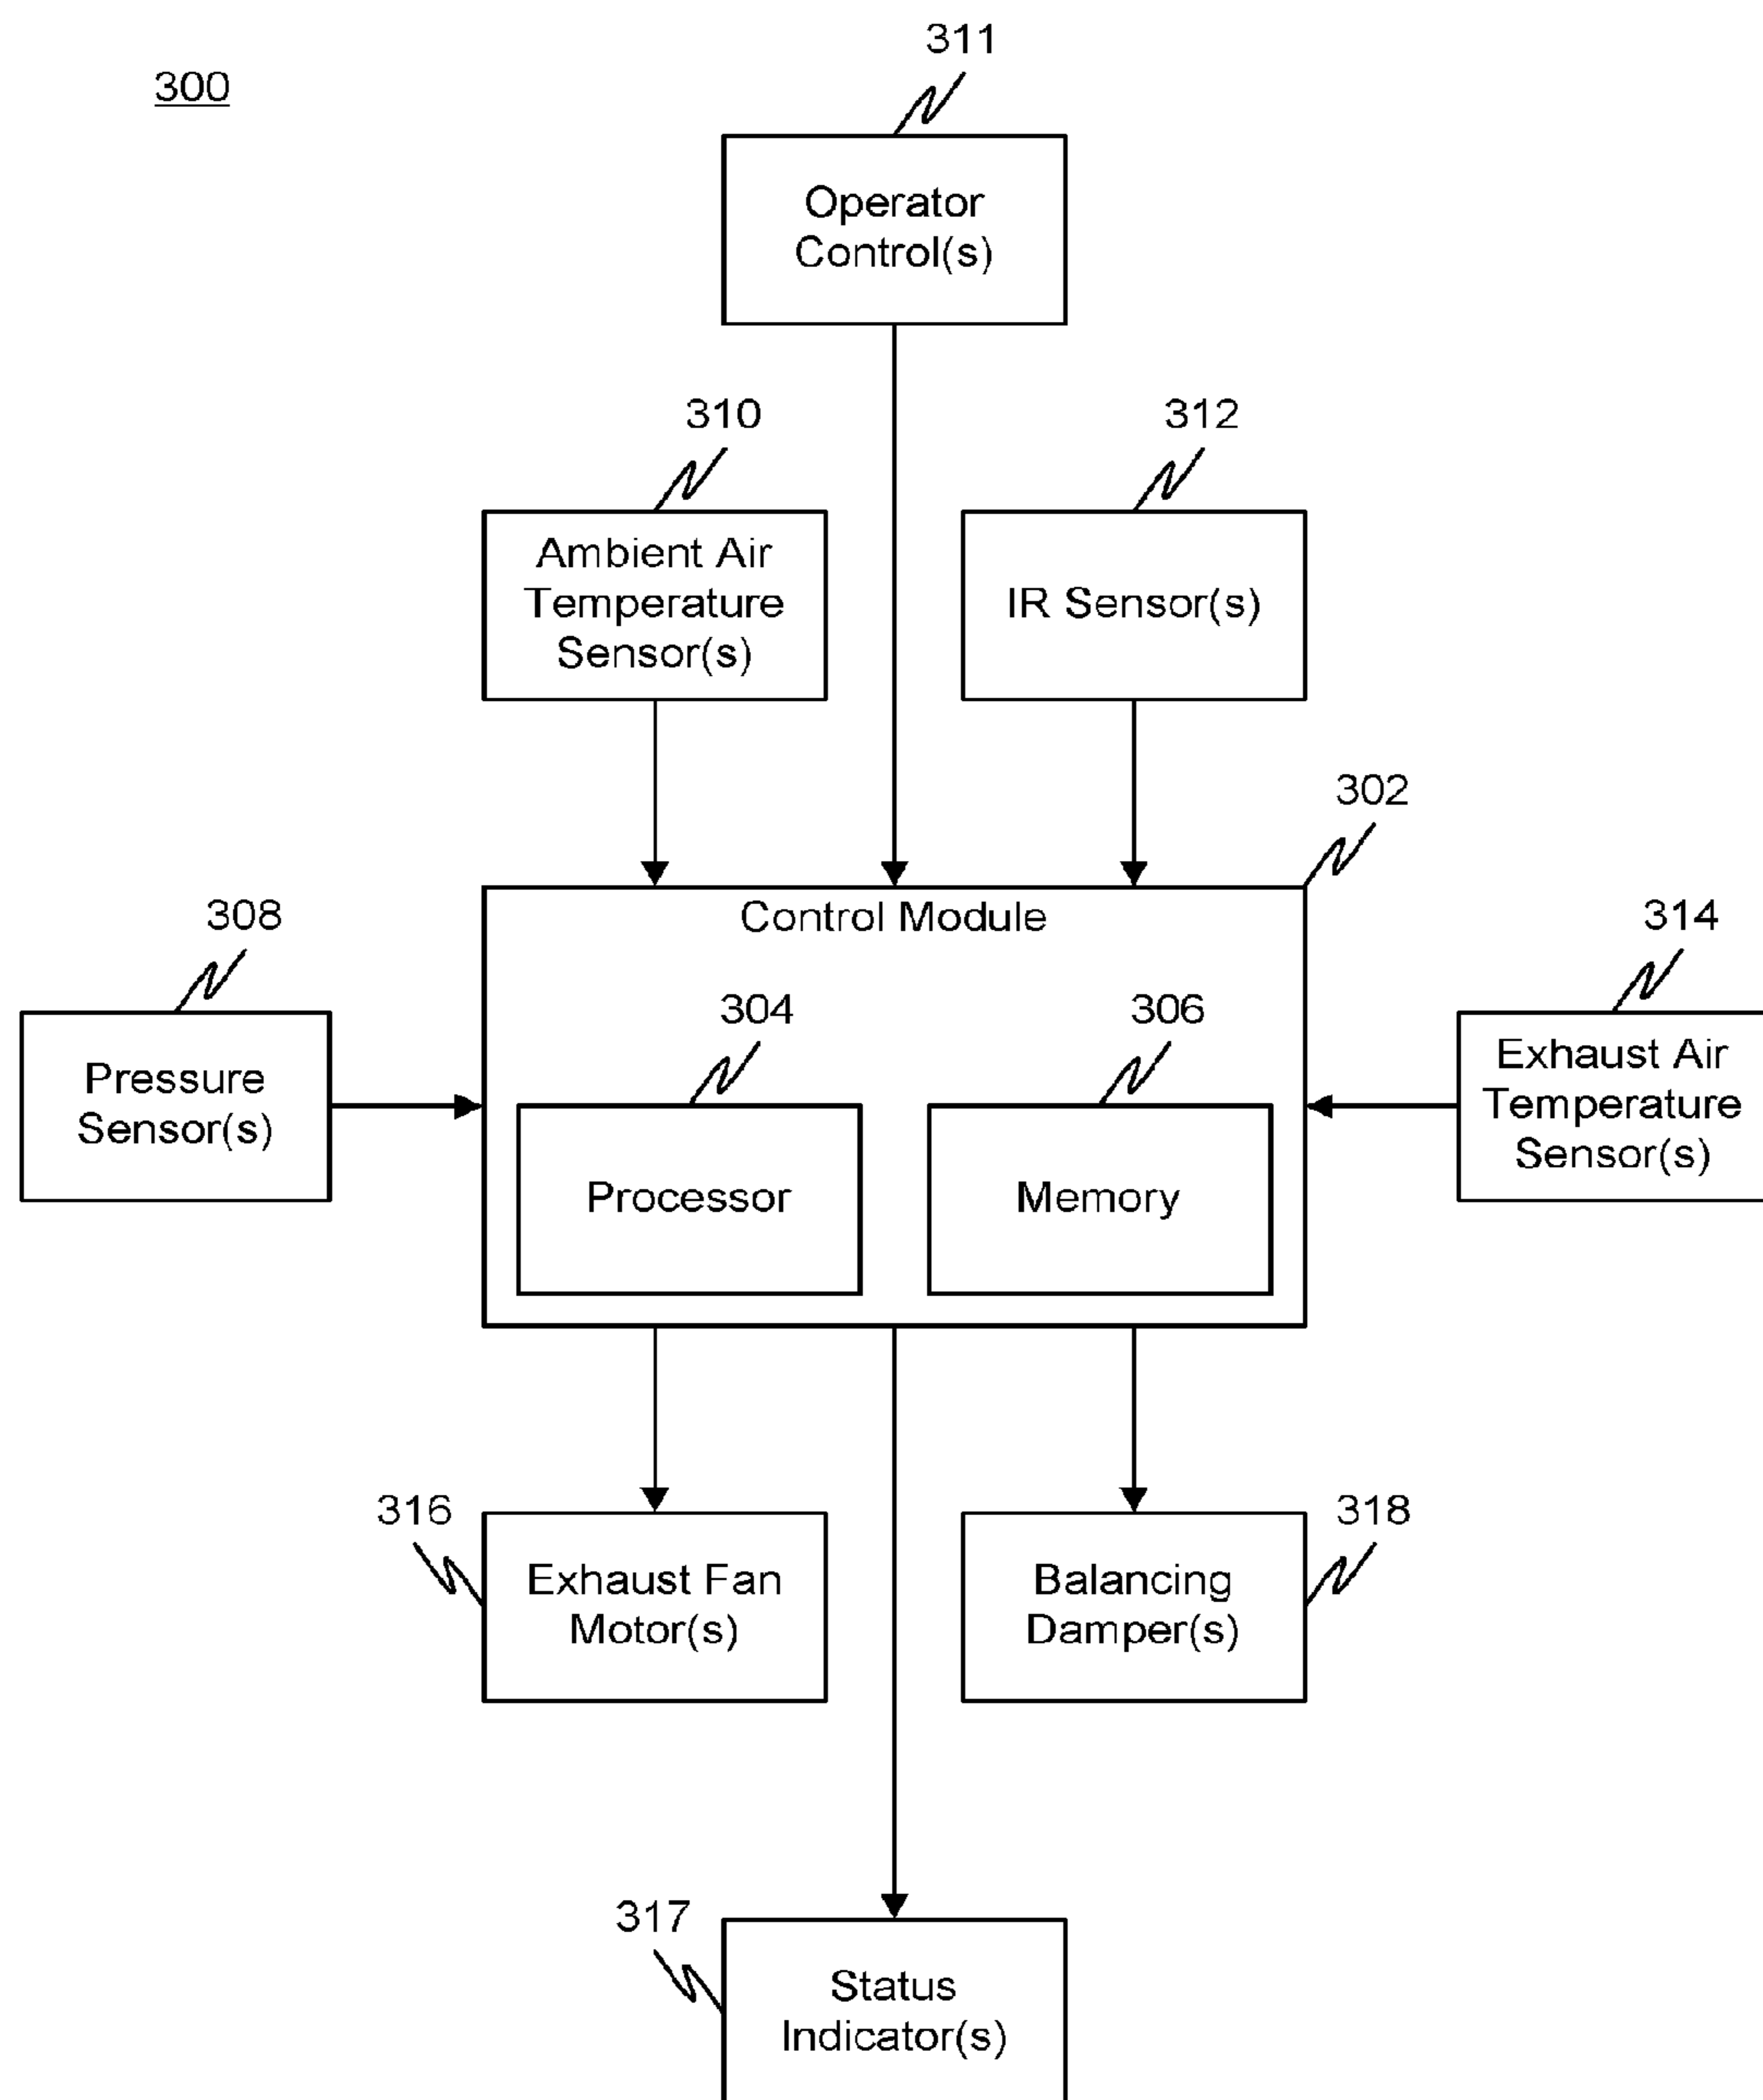 311
300
Operator
Control(s)
310
312
Ambient Air
Temperature
Sensor(s)
IR Sensor(s)
302
Control Module
308
314
304
306
Pressure
Sensor(s)
Exhaust Air
Temperature
Sensor(s)
Processor
Memory
316
318
Exhaust Fan
Motor(s)
Balancing
Damper(s)
317
Status
Indicator(s)